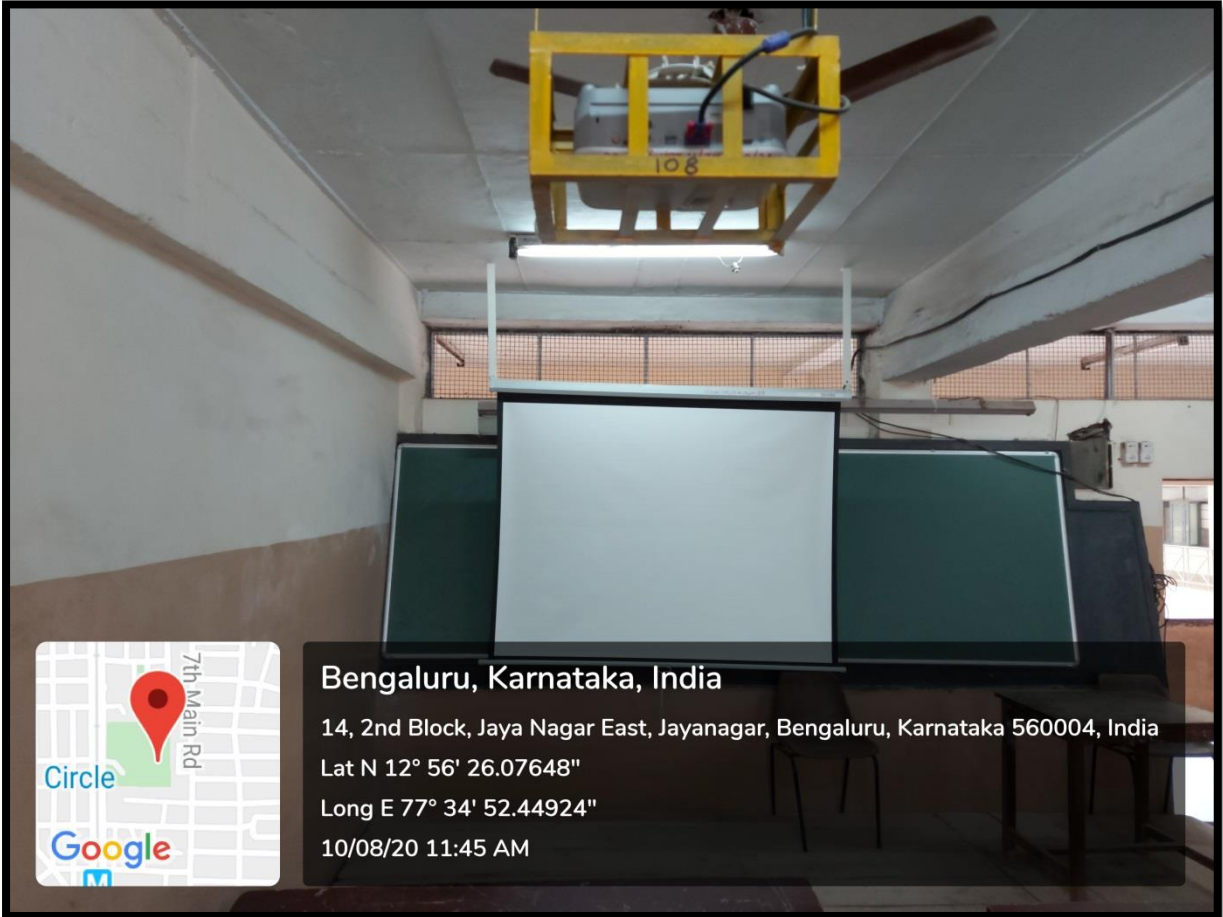 108
7th Main Rd
Circle
Google
M
Bengaluru, Karnataka, India
14, 2nd Block, Jaya Nagar East, Jayanagar, Bengaluru, Karnataka 560004, India
Lat N 12° 56' 26.07648"
Long E 77° 34' 52.44924"
10/08/20 11:45 AM